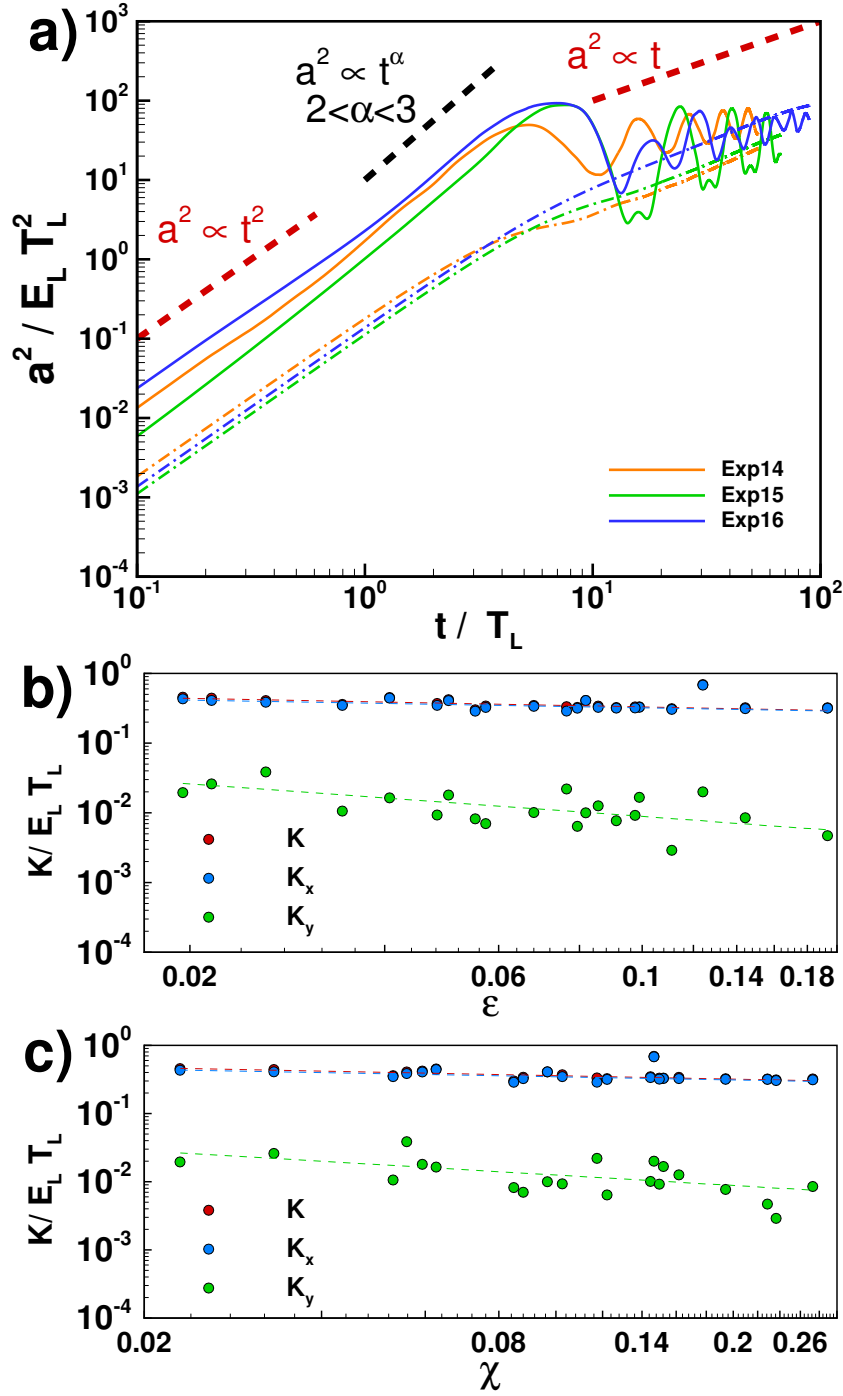 a)
10^3
10^2
10^1
10^0
10^-1
10^-2
10^-3
10^-4
a^2 / E_L T_L^2
a^2 ∝ t^2
a^2 ∝ t^α
2<α<3
a^2 ∝ t
Exp14
Exp15
Exp16
10^-1
10^0
10^1
10^2
t / T_L
b)
10^0
10^-1
10^-2
10^-3
10^-4
K/ E_L T_L
K
K_x
K_y
0.02
0.06
0.1
0.14
0.18
ε
c)
10^0
10^-1
10^-2
10^-3
10^-4
K/ E_L T_L
K
K_x
K_y
0.02
0.08
0.14
0.2
0.26
χ